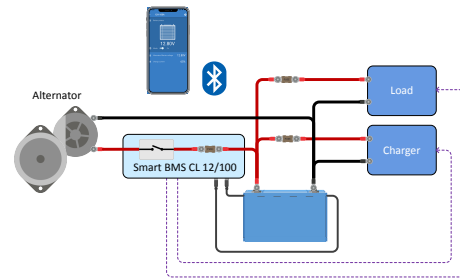 12.80V
Alternator
Load
Charger
Smart BMS CL 12/100